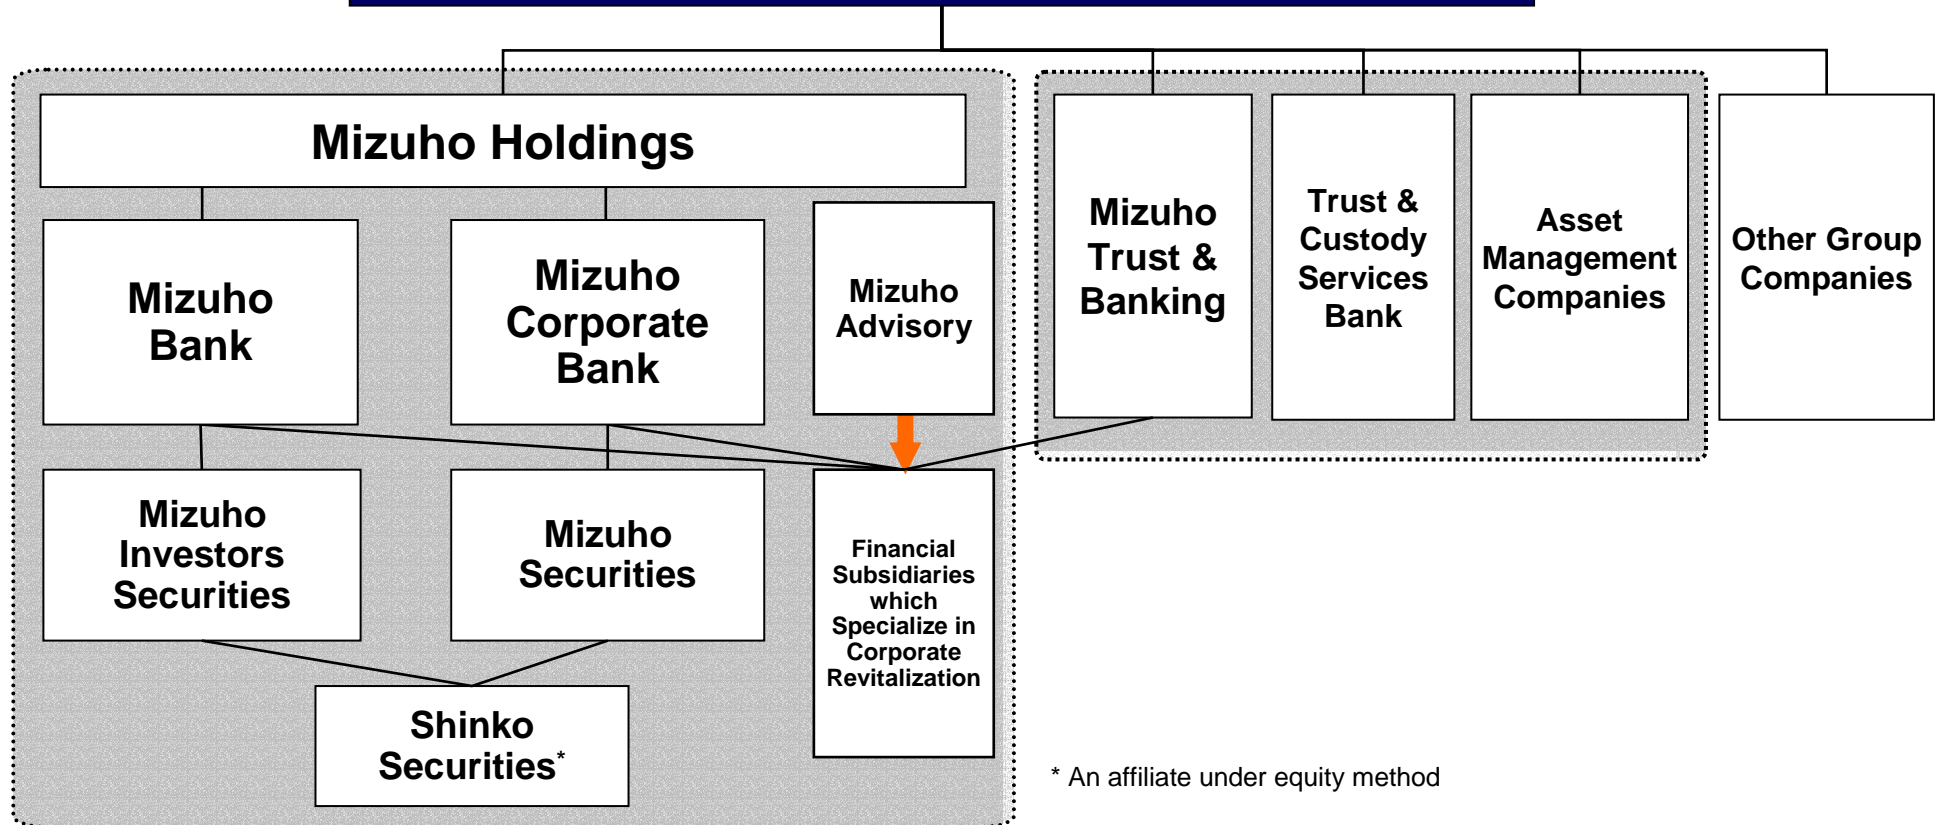 Mizuho Holdings
Mizuho
Bank
Mizuho
Corporate
Bank
Mizuho
Advisory
Mizuho
Trust &
Banking
Trust &
Custody
Services
Bank
Asset
Management
Companies
Other Group
Companies
Mizuho
Investors
Securities
Mizuho
Securities
Financial
Subsidiaries
which
Specialize in
Corporate
Revitalization
Shinko
Securities*
* An affiliate under equity method